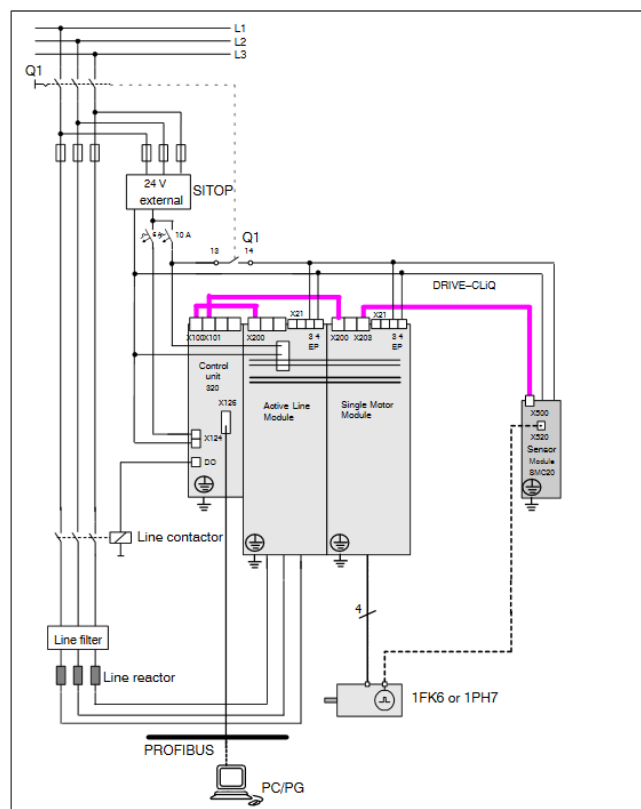 L1
L2
L3
Q1
24 V
external
SITOP
10 A
Q1
13
14
DRIVE–CLiQ
X100 X101
X200
X21
3 4
EP
X200
X203
X21
3 4
EP
Control
unit
320
X126
Active Line
Module
Single Motor
Module
X500
X520
Sensor
Module
SMC20
X124
DO
Line contactor
4
Line filter
Line reactor
1FK6 or 1PH7
PROFIBUS
PC/PG